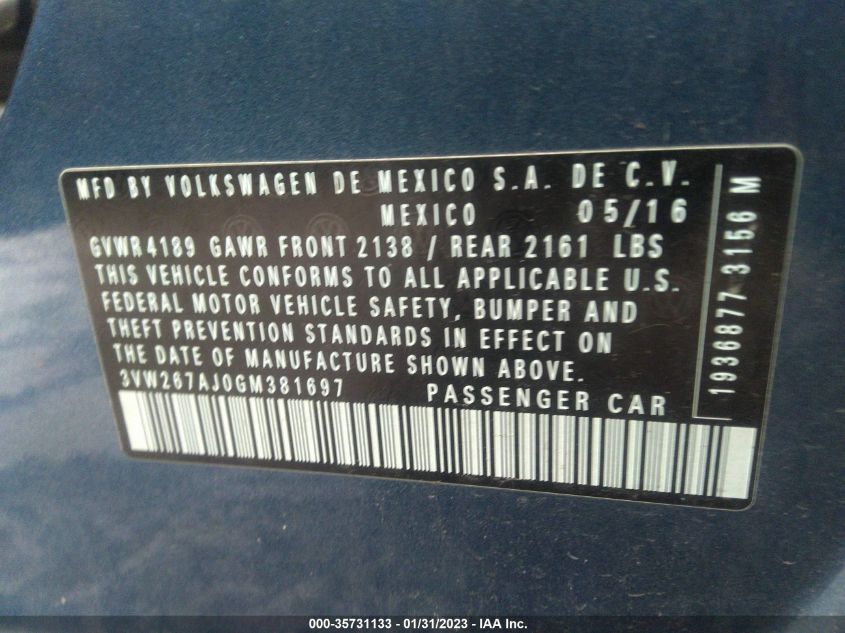 MFD BY VOLKSWAGEN DE MEXICO S.A. DE C.V.
MEXICO 05/16
GVWR 4189 GAWR FRONT 2138 / REAR 2161 LBS
THIS VEHICLE CONFORMS TO ALL APPLICABLE U.S.
FEDERAL MOTOR VEHICLE SAFETY, BUMPER AND
THEFT PREVENTION STANDARDS IN EFFECT ON
THE DATE OF MANUFACTURE SHOWN ABOVE.
3VW267AJ0GM381697 PASSENGER CAR
1936877 3156 M
000-35731133 - 01/31/2023 - IAA Inc.